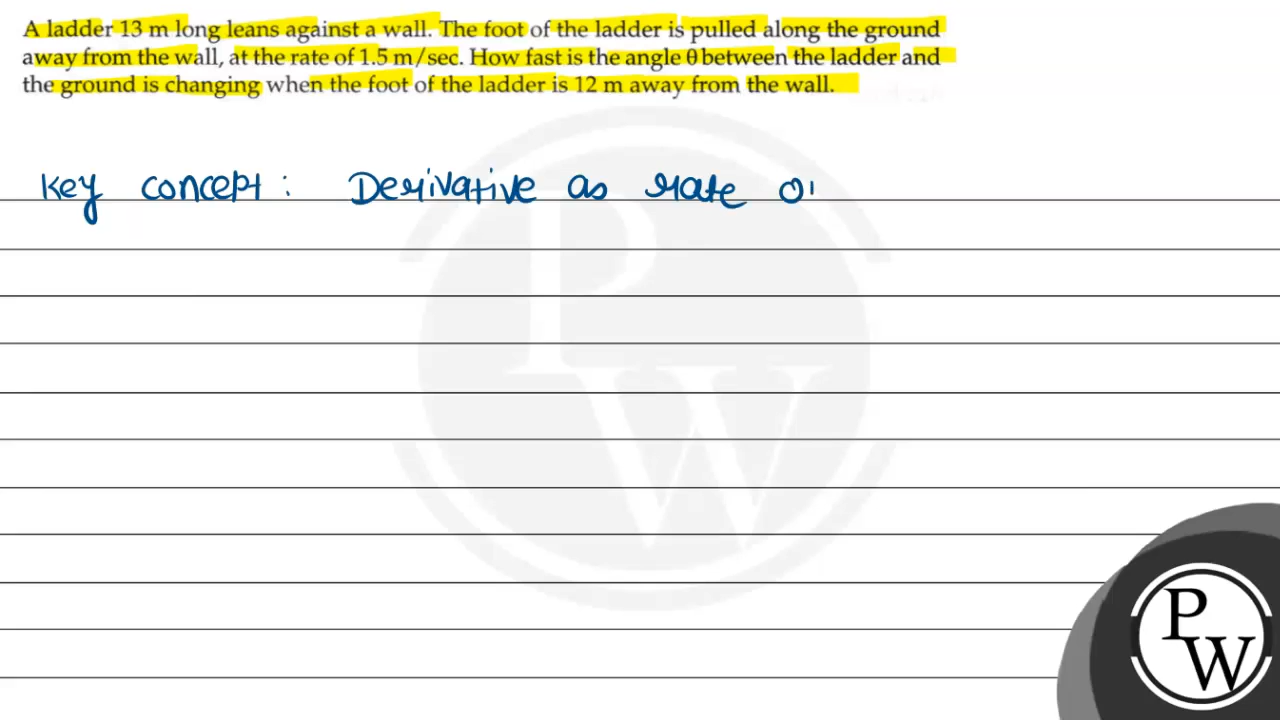 A ladder 13 m long leans against a wall. The foot of the ladder is pulled along the ground
away from the wall, at the rate of 1.5 m/sec. How fast is the angle θ between the ladder and
the ground is changing when the foot of the ladder is 12 m away from the wall.
Key concept: Derivative as rate
P
W
P
W